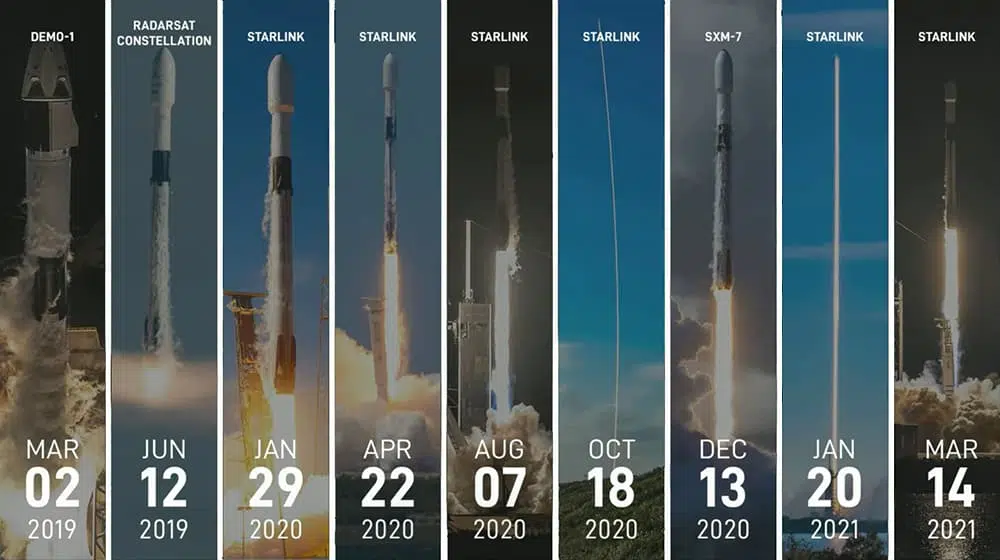 DEMO-1
MAR
02
2019
RADARSAT
CONSTELLATION
JUN
12
2019
STARLINK
JAN
29
2020
STARLINK
APR
22
2020
STARLINK
AUG
07
2020
STARLINK
OCT
18
2020
SXM-7
DEC
13
2020
STARLINK
JAN
20
2021
STARLINK
MAR
14
2021